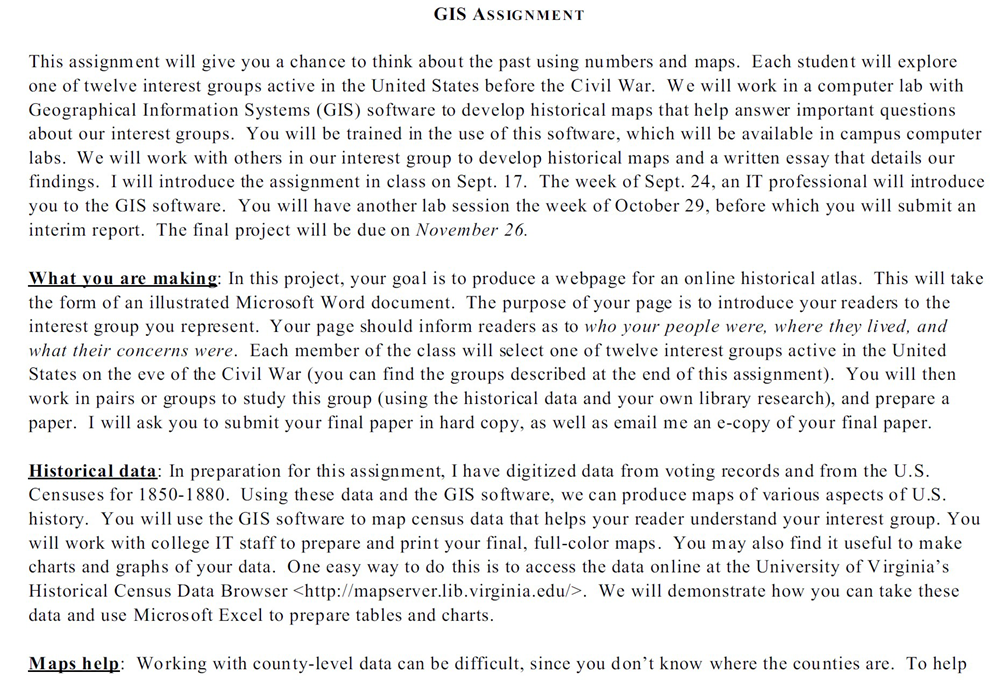 GIS ASSIGNMENT
This assignment will give you a chance to think about the past using numbers and maps. Each student will explore
one of twelve interest groups active in the United States before the Civil War. We will work in a computer lab with
Geographical Information Systems (GIS) software to develop historical maps that help answer important questions
about our interest groups. You will be trained in the use of this software, which will be available in campus computer
labs. We will work with others in our interest group to develop historical maps and a written essay that details our
findings. I will introduce the assignment in class on Sept. 17. The week of Sept. 24, an IT professional will introduce
you to the GIS software. You will have another lab session the week of October 29, before which you will submit an
interim report. The final project will be due on November 26.
What you are making: In this project, your goal is to produce a webpage for an online historical atlas. This will take
the form of an illustrated Microsoft Word document. The purpose of your page is to introduce your readers to the
interest group you represent. Your page should inform readers as to who your people were, where they lived, and
what their concerns were. Each member of the class will select one of twelve interest groups active in the United
States on the eve of the Civil War (you can find the groups described at the end of this assignment). You will then
work in pairs or groups to study this group (using the historical data and your own library research), and prepare a
paper. I will ask you to submit your final paper in hard copy, as well as email me an e-copy of your final paper.
Historical data: In preparation for this assignment, I have digitized data from voting records and from the U.S.
Censuses for 1850-1880. Using these data and the GIS software, we can produce maps of various aspects of U.S.
history. You will use the GIS software to map census data that helps your reader understand your interest group. You
will work with college IT staff to prepare and print your final, full-color maps. You may also find it useful to make
charts and graphs of your data. One easy way to do this is to access the data online at the University of Virginia's
Historical Census Data Browser <http://mapserver.lib.virginia.edu/>. We will demonstrate how you can take these
data and use Microsoft Excel to prepare tables and charts.
Maps help: Working with county-level data can be difficult, since you don't know where the counties are. To help